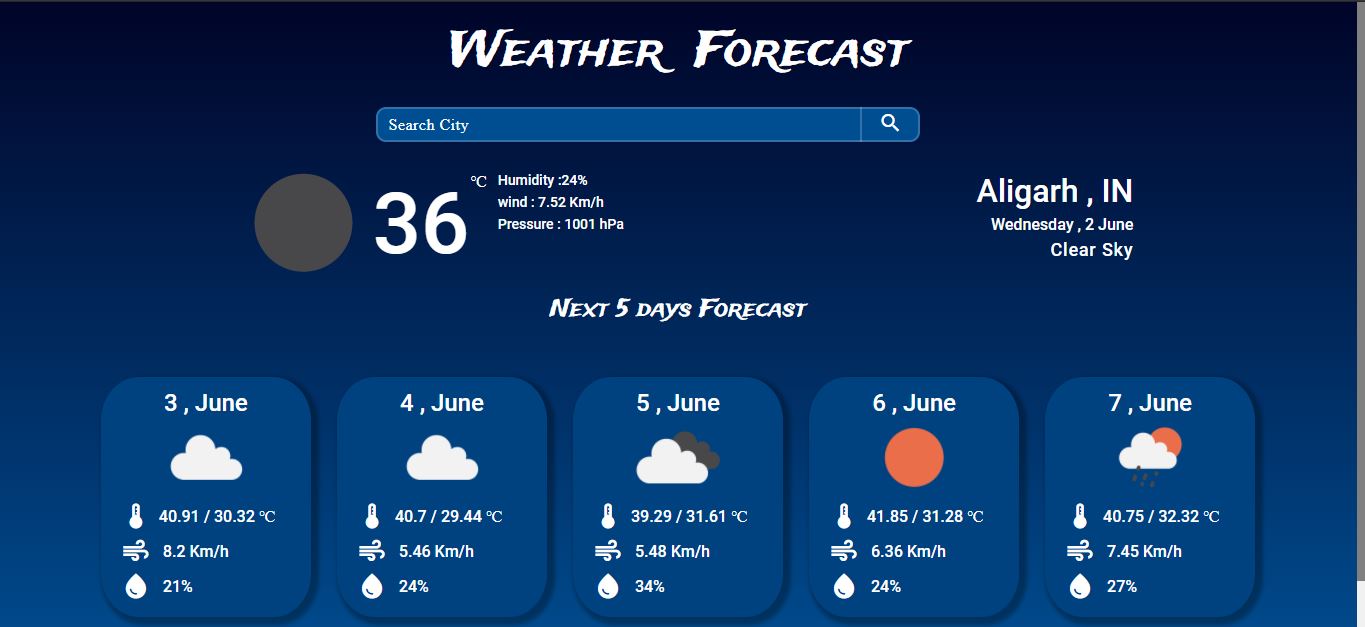 Weather Forecast
Search City
36 °C
Humidity :24%
wind : 7.52 Km/h
Pressure : 1001 hPa
Aligarh , IN
Wednesday , 2 June
Clear Sky
Next 5 days Forecast
3 , June
40.91 / 30.32 °C
8.2 Km/h
21%
4 , June
40.7 / 29.44 °C
5.46 Km/h
24%
5 , June
39.29 / 31.61 °C
5.48 Km/h
34%
6 , June
41.85 / 31.28 °C
6.36 Km/h
24%
7 , June
40.75 / 32.32 °C
7.45 Km/h
27%